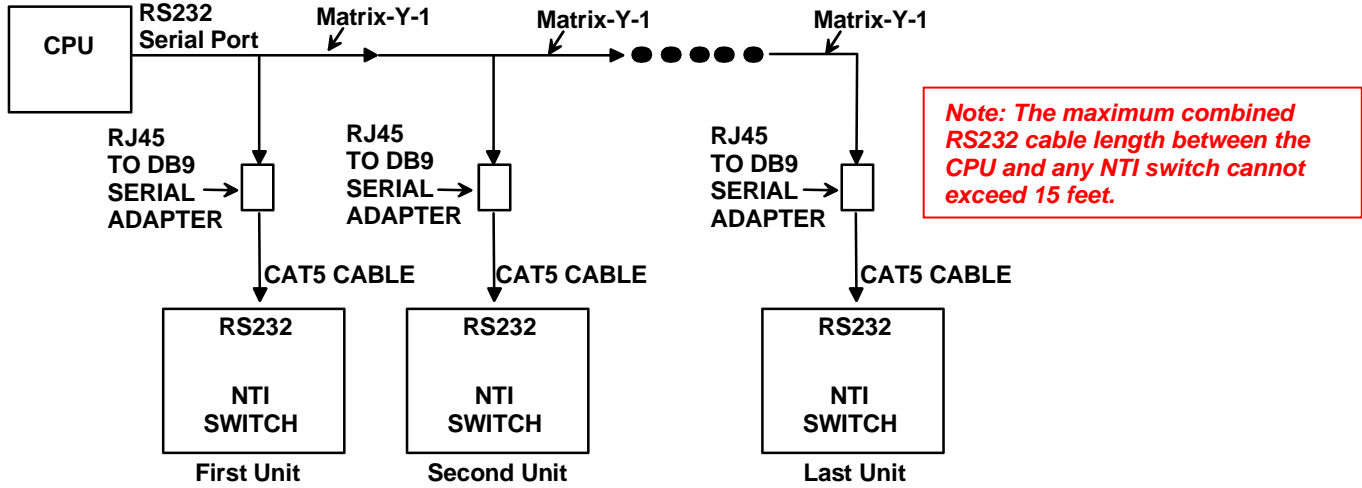 CPU
RS232
Serial Port
Matrix-Y-1
Matrix-Y-1
Matrix-Y-1
Note: The maximum combined
RS232 cable length between the
CPU and any NTI switch cannot
exceed 15 feet.
RJ45
TO DB9
SERIAL
ADAPTER
RJ45
TO DB9
SERIAL
ADAPTER
RJ45
TO DB9
SERIAL
ADAPTER
CAT5 CABLE
CAT5 CABLE
CAT5 CABLE
RS232
NTI
SWITCH
First Unit
RS232
NTI
SWITCH
Second Unit
RS232
NTI
SWITCH
Last Unit